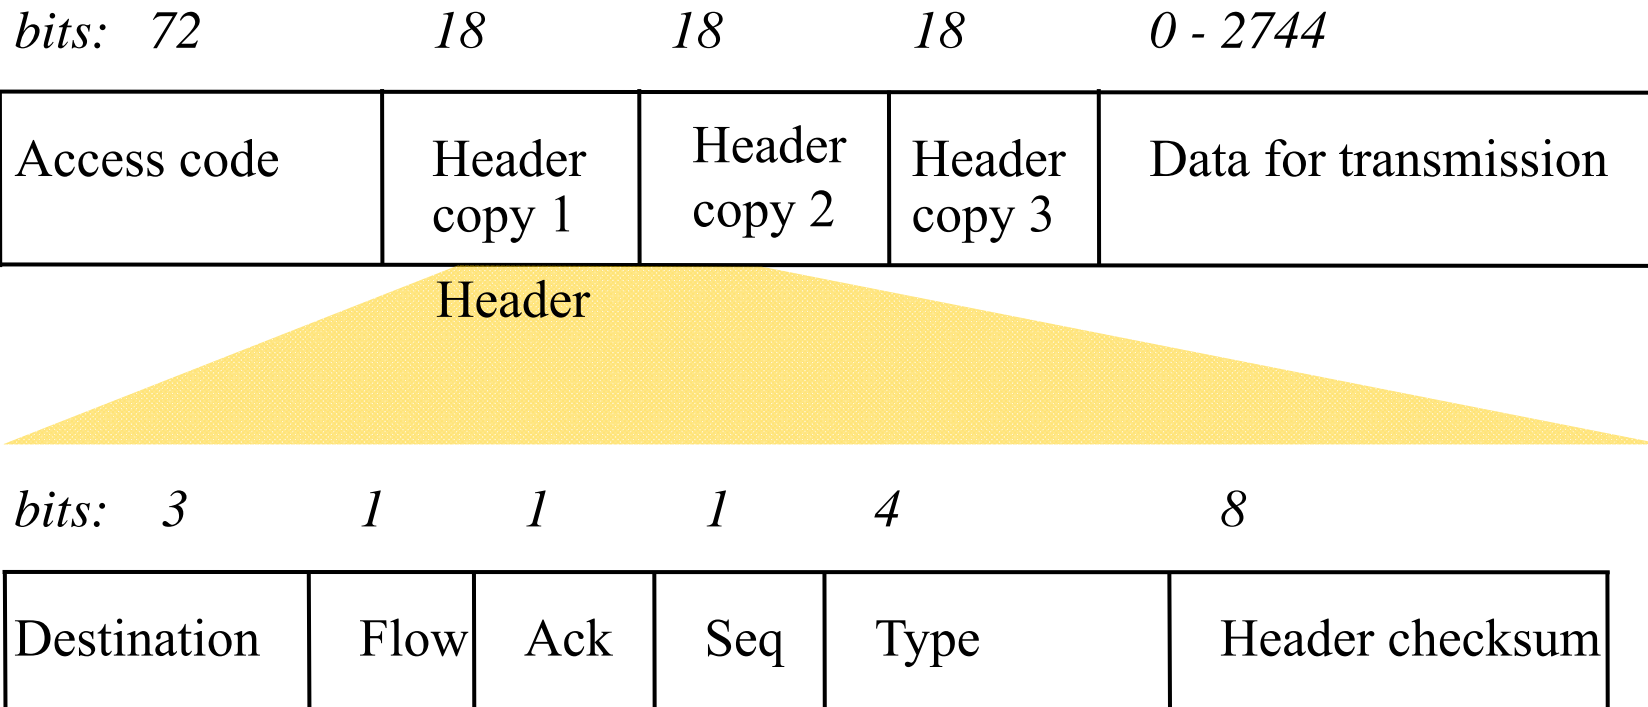 bits: 72 18 18 18 0 - 2744
Access code Header copy 1 Header copy 2 Header copy 3 Data for transmission
Header
bits: 3 1 1 1 4 8
Destination Flow Ack Seq Type Header checksum